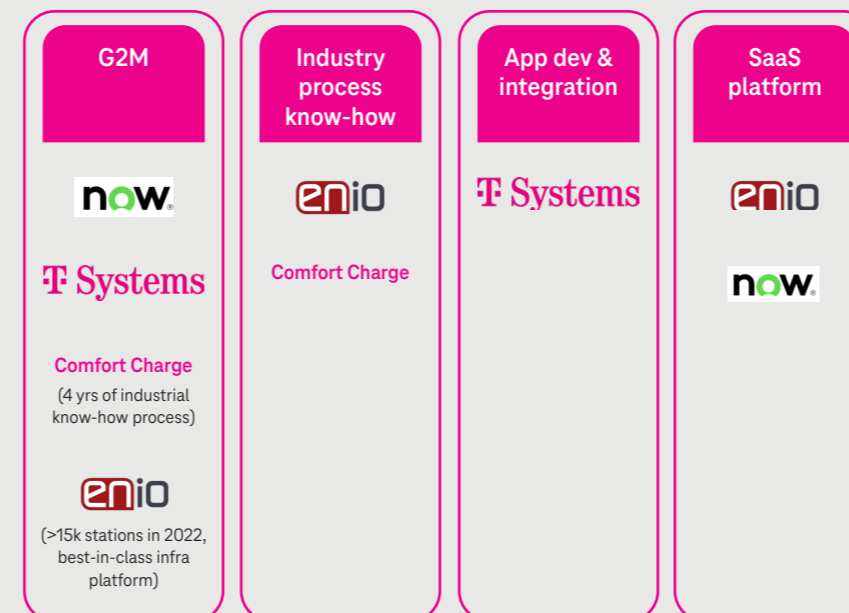 G2M
now.
T Systems
Comfort Charge
(4 yrs of industrial
know-how process)
enio
(>15k stations in 2022,
best-in-class infra
platform)
Industry
process
know-how
enio
Comfort Charge
App dev &
integration
T Systems
SaaS
platform
enio
now.